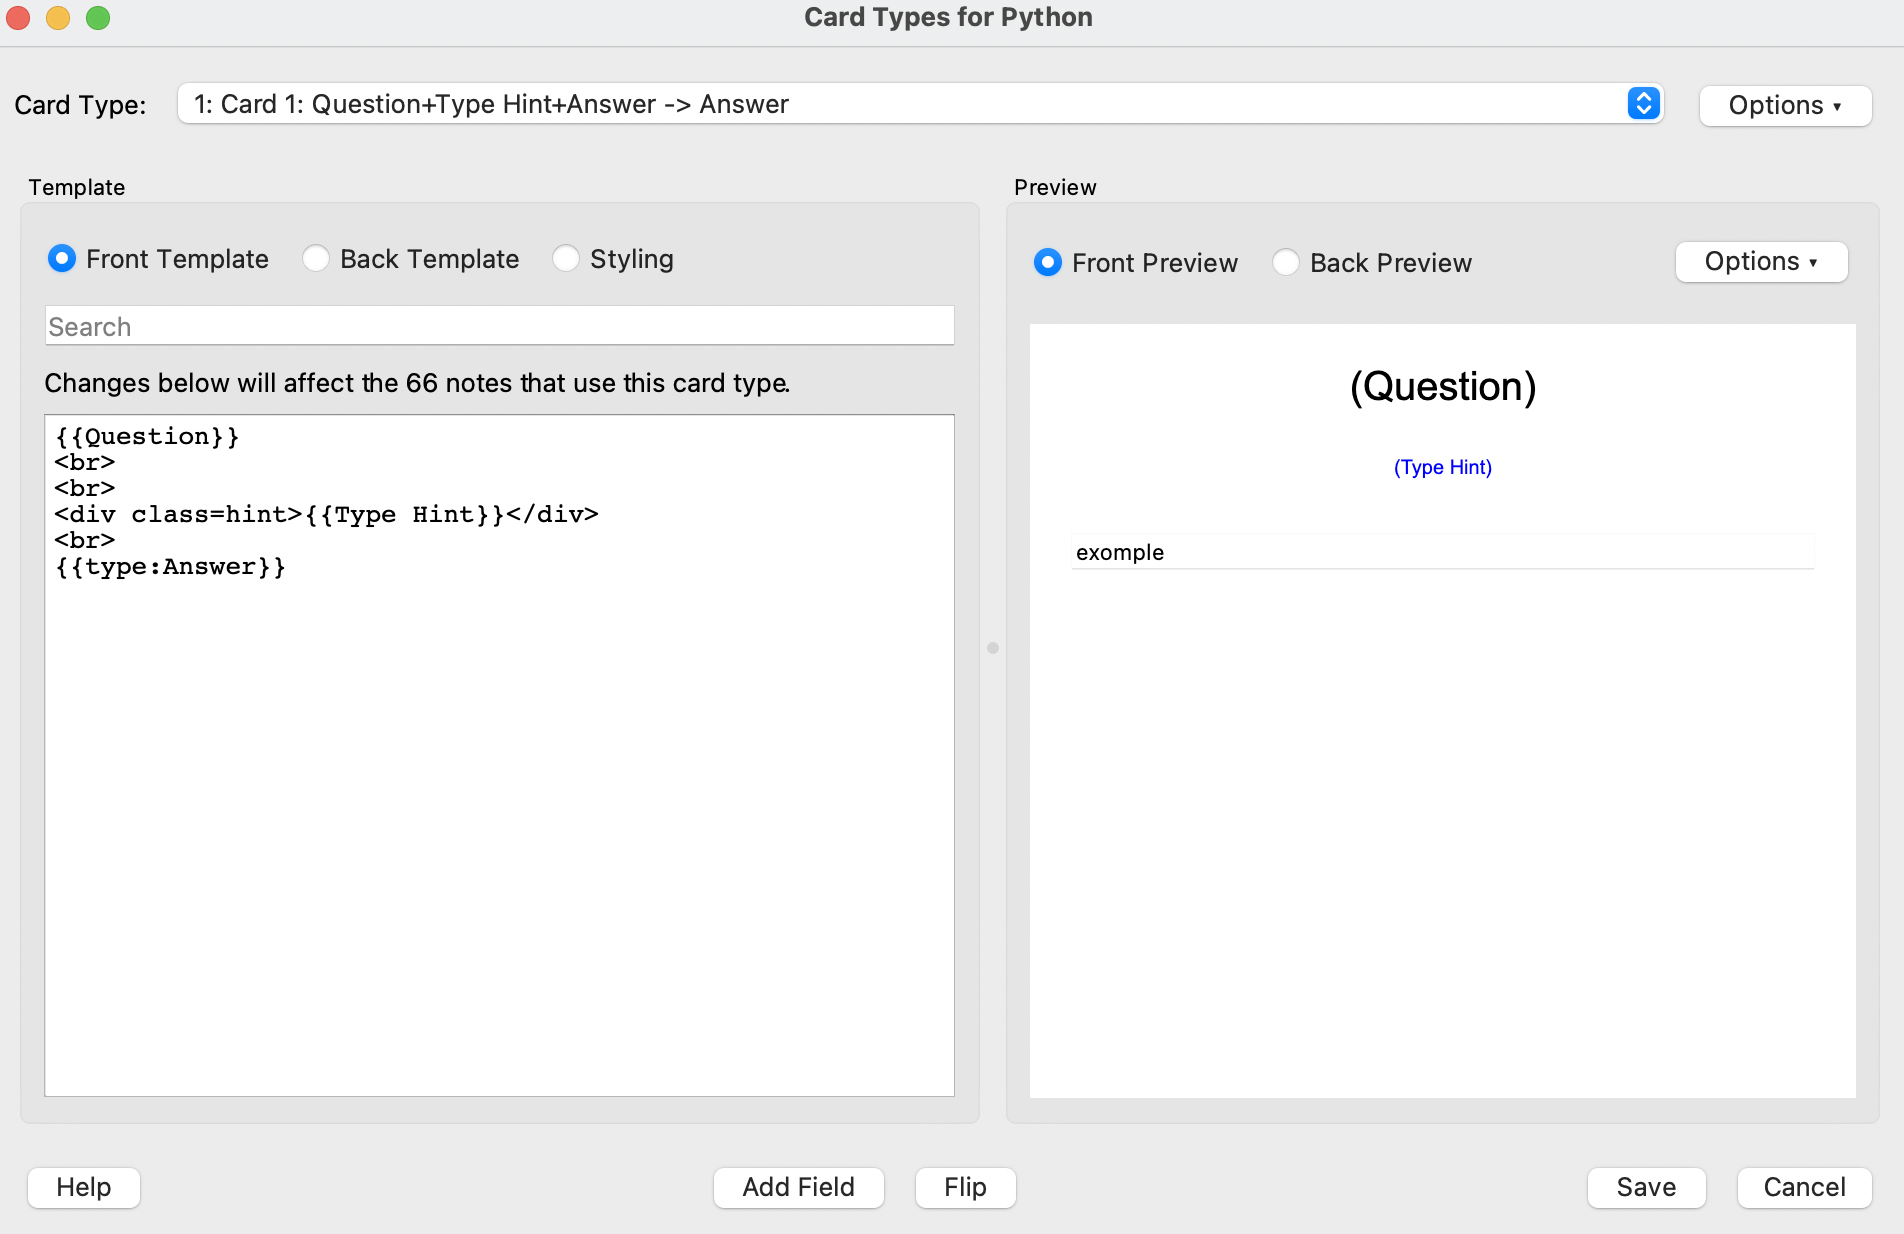 Card Types for Python
Card Type: 1: Card 1: Question+Type Hint+Answer -> Answer Options ▾
Template
Front Template Back Template Styling
Search
Changes below will affect the 66 notes that use this card type.
{{Question}}
<br>
<br>
<div class=hint>{{Type Hint}}</div>
<br>
{{type:Answer}}
Preview
Front Preview Back Preview Options ▾
(Question)
(Type Hint)
exomple
Help Add Field Flip Save Cancel